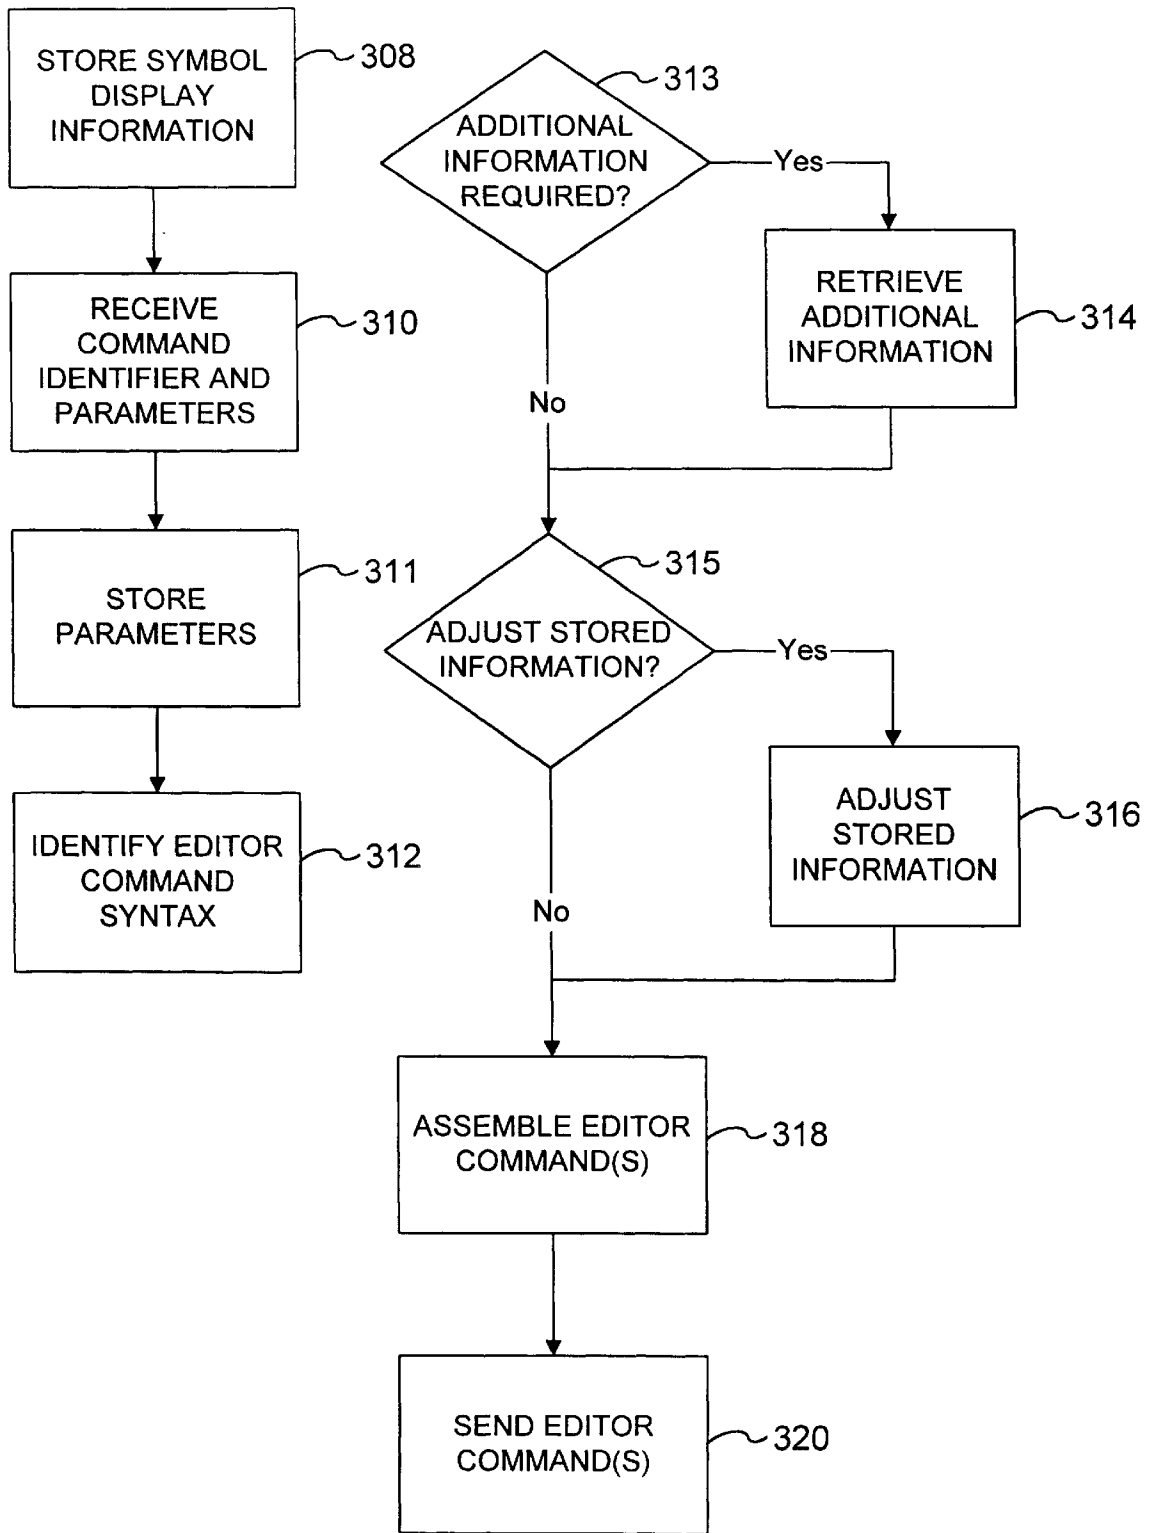 STORE SYMBOL
DISPLAY
INFORMATION
308
RECEIVE
COMMAND
IDENTIFIER AND
PARAMETERS
310
STORE
PARAMETERS
311
IDENTIFY EDITOR
COMMAND
SYNTAX
312
ADDITIONAL
INFORMATION
REQUIRED?
313
Yes
RETRIEVE
ADDITIONAL
INFORMATION
314
No
ADJUST STORED
INFORMATION?
315
Yes
ADJUST
STORED
INFORMATION
316
No
ASSEMBLE EDITOR
COMMAND(S)
318
SEND EDITOR
COMMAND(S)
320